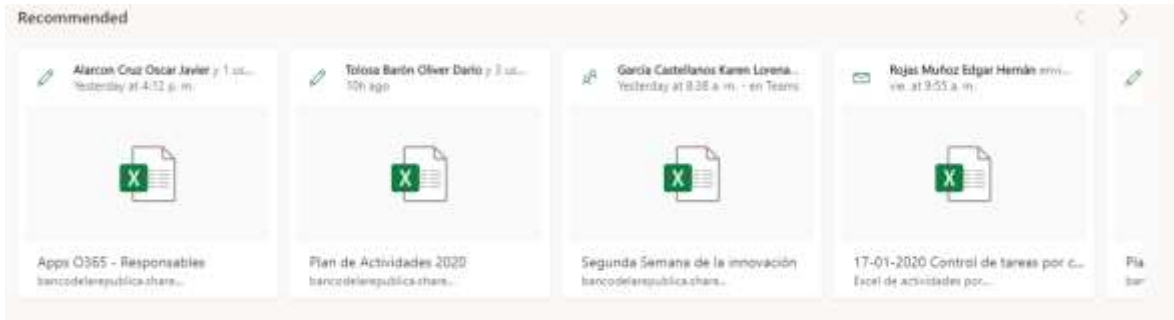 Recommended
Alarcon Cruz Oscar Javier y 1 us...
Yesterday at 4:12 p. m.
Tolosa Barón Oliver Dario y 3 us...
10h ago
García Castellanos Karen Lorena...
Yesterday at 8:38 a. m. - en Teams
Rojas Muñoz Edgar Hernán envi...
vie. at 9:55 a. m.
Apps O365 - Responsables
bancodelarepublica.share...
Plan de Actividades 2020
bancodelarepublica.share...
Segunda Semana de la innovación
bancodelarepublica.share...
17-01-2020 Control de tareas por c...
Excel de actividades por...
Pla
ban